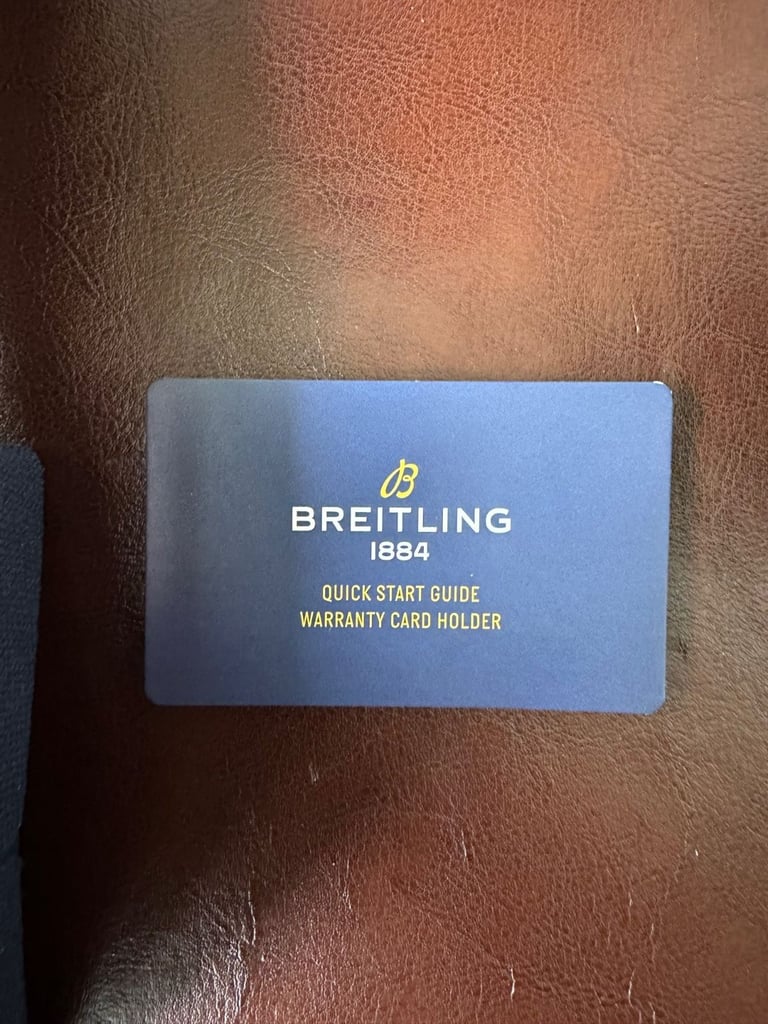 BREITLING
1884
QUICK START GUIDE
WARRANTY CARD HOLDER